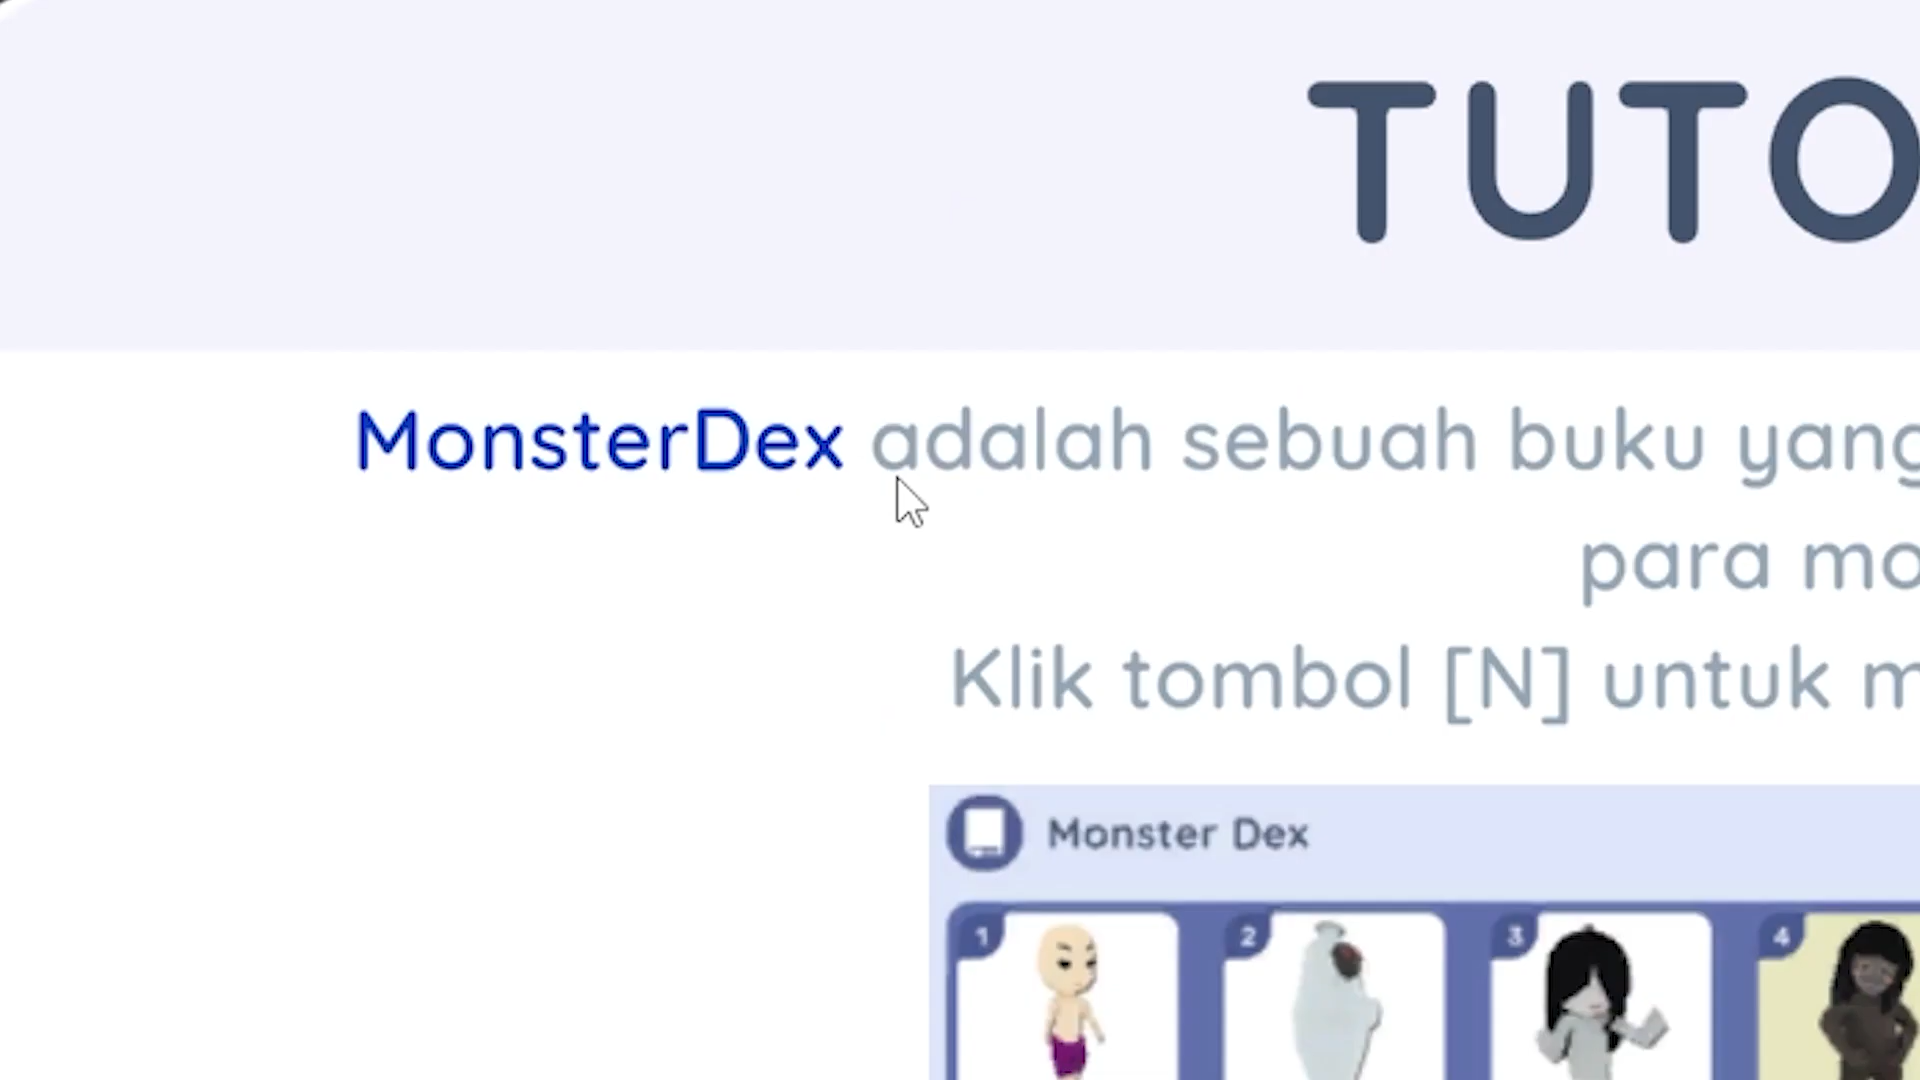 TUTO
MonsterDex adalah sebuah buku yang
para mo
Klik tombol [N] untuk m
Monster Dex
1
2
3
4